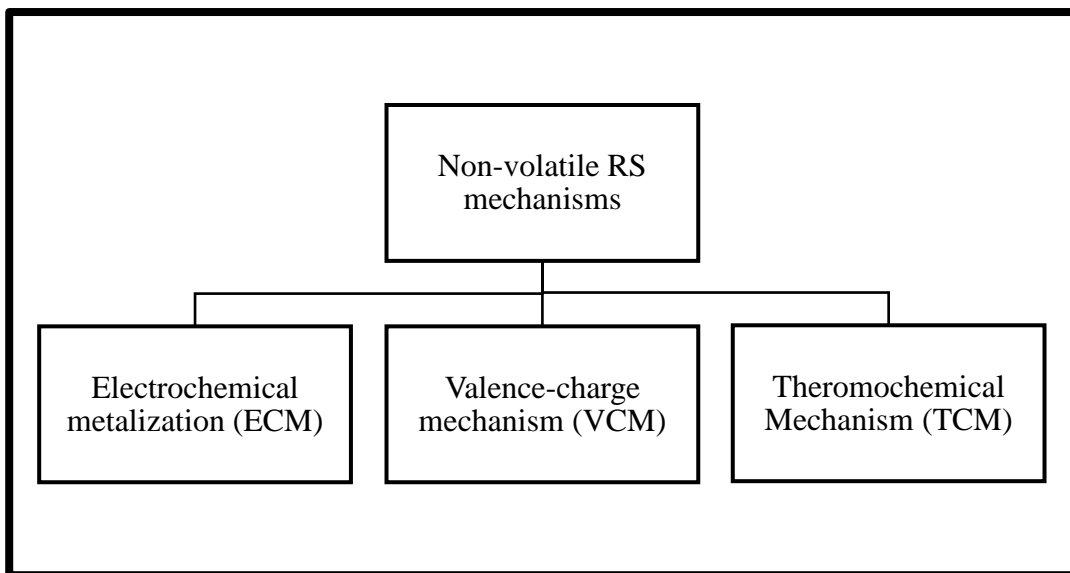 Non-volatile RS
mechanisms
Electrochemical
metalization (ECM)
Valence-charge
mechanism (VCM)
Theromochemical
Mechanism (TCM)